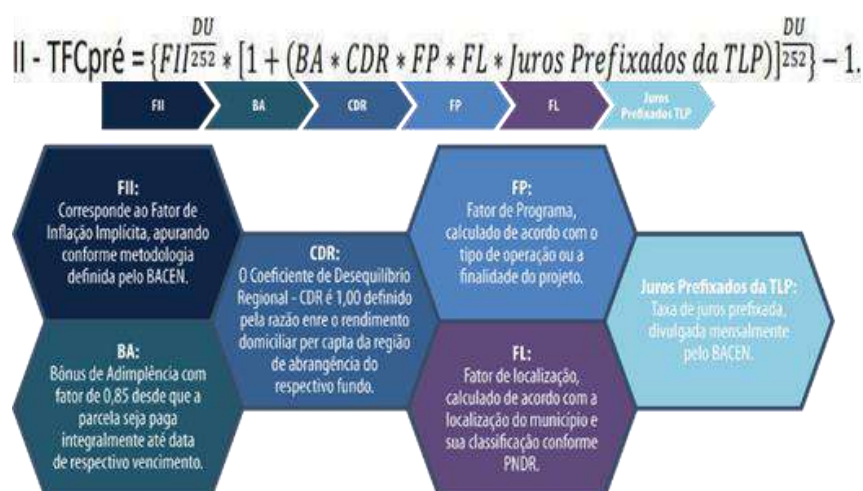 II - TFCpré = {FII^{DU/252} * [1 + (BA * CDR * FP * FL * Juros Prefixados da TLP)]^{DU/252}} − 1.
FII
BA
CDR
FP
FL
Juros
Prefixados TLP
FII:
Corresponde ao Fator de
Inflação Implícita, apurando
conforme metodologia
definida pelo BACEN.
BA:
Bônus de Adimplência com
fator de 0,85 desde que a
parcela seja paga
integralmente até data
de respectivo vencimento.
CDR:
O Coeficiente de Desequilíbrio
Regional - CDR é 1,00 definido
pela razão enre o rendimento
domiciliar per capta da região
de abrangência do
respectivo fundo.
FP:
Fator de Programa,
calculado de acordo com o
tipo de operação ou a
finalidade do projeto.
FL:
Fator de localização,
calculado de acordo com a
localização do município e
sua classificação conforme
PNDR.
Juros Prefixados da TLP:
Taxa de juros prefixada,
divulgada mensalmente
pelo BACEN.